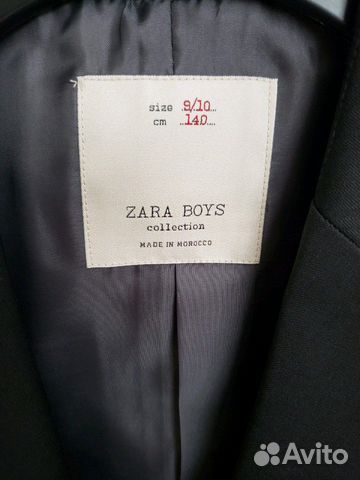 size 9/10
cm 140
ZARA BOYS
collection
MADE IN MOROCCO
Avito